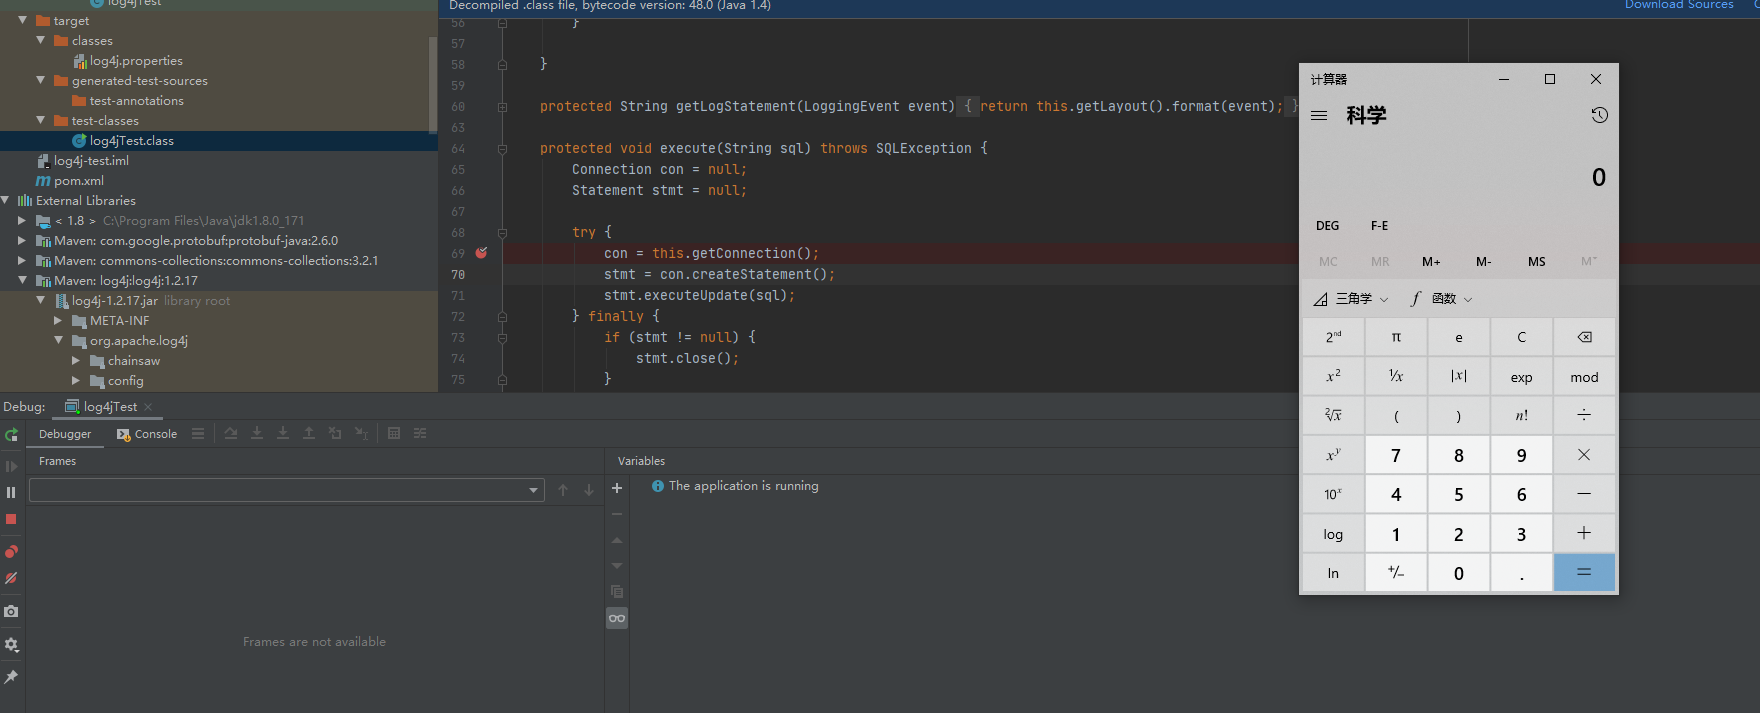 log4jTest
target
classes
log4j.properties
generated-test-sources
test-annotations
test-classes
log4jTest.class
log4j-test.iml
pom.xml
External Libraries
< 1.8 > C:\Program Files\Java\jdk1.8.0_171
Maven: com.google.protobuf:protobuf-java:2.6.0
Maven: commons-collections:commons-collections:3.2.1
Maven: log4j:log4j:1.2.17
log4j-1.2.17.jar library root
META-INF
org.apache.log4j
chainsaw
config
Decompiled .class file, bytecode version: 48.0 (Java 1.4)
Download Sources
56 }
57
58 }
59
60 protected String getLogStatement(LoggingEvent event) { return this.getLayout().format(event); }
63
64 protected void execute(String sql) throws SQLException {
65 Connection con = null;
66 Statement stmt = null;
67
68 try {
69 con = this.getConnection();
70 stmt = con.createStatement();
71 stmt.executeUpdate(sql);
72 } finally {
73 if (stmt != null) {
74 stmt.close();
75 }
计算器
科学
0
DEG F-E
MC MR M+ M- MS M˅
三角学 f 函数
2ⁿᵈ π e C
x² ¹/x |x| exp mod
²√x ( ) n! ÷
xʸ 7 8 9 ×
10ˣ 4 5 6 −
log 1 2 3 +
ln +/− 0 . =
Debug: log4jTest
Debugger Console
Frames
Variables
The application is running
Frames are not available